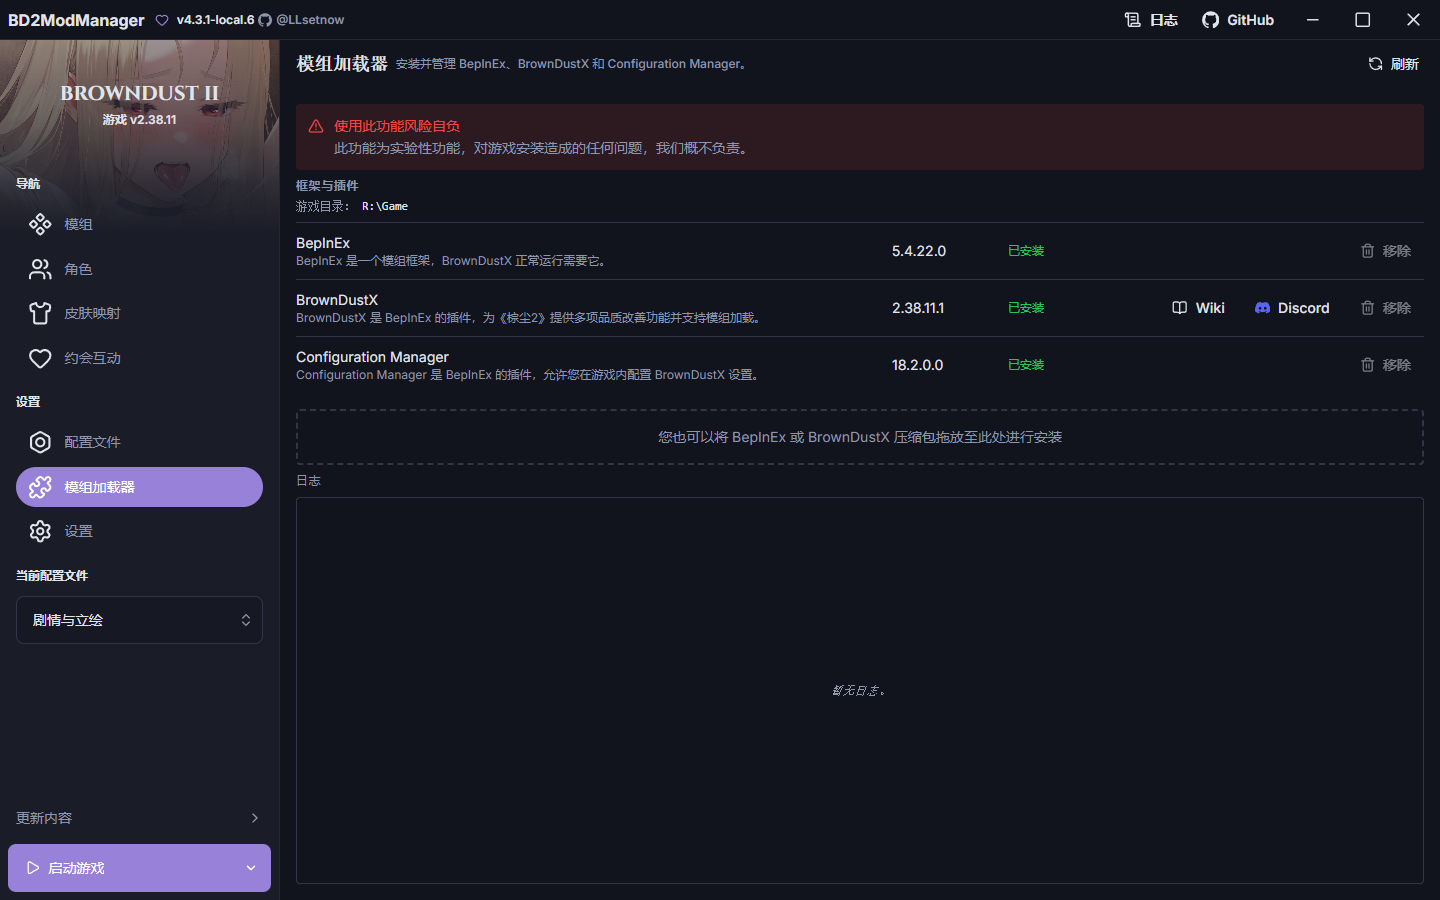 BD2ModManager v4.3.1-local.6 @LLsetnow
日志 GitHub
BROWNDUST II
游戏 v2.38.11
导航
模组
角色
皮肤映射
约会互动
设置
配置文件
模组加载器
设置
当前配置文件
剧情与立绘
更新内容
启动游戏
模组加载器 安装并管理 BepInEx、BrownDustX 和 Configuration Manager。
刷新
使用此功能风险自负
此功能为实验性功能，对游戏安装造成的任何问题，我们概不负责。
框架与插件
游戏目录： R:\Game
BepInEx
BepInEx 是一个模组框架，BrownDustX 正常运行需要它。
5.4.22.0 已安装 移除
BrownDustX
BrownDustX 是 BepInEx 的插件，为《棕尘2》提供多项品质改善功能并支持模组加载。
2.38.11.1 已安装 Wiki Discord 移除
Configuration Manager
Configuration Manager 是 BepInEx 的插件，允许您在游戏内配置 BrownDustX 设置。
18.2.0.0 已安装 移除
您也可以将 BepInEx 或 BrownDustX 压缩包拖放至此处进行安装
日志
暂无日志。